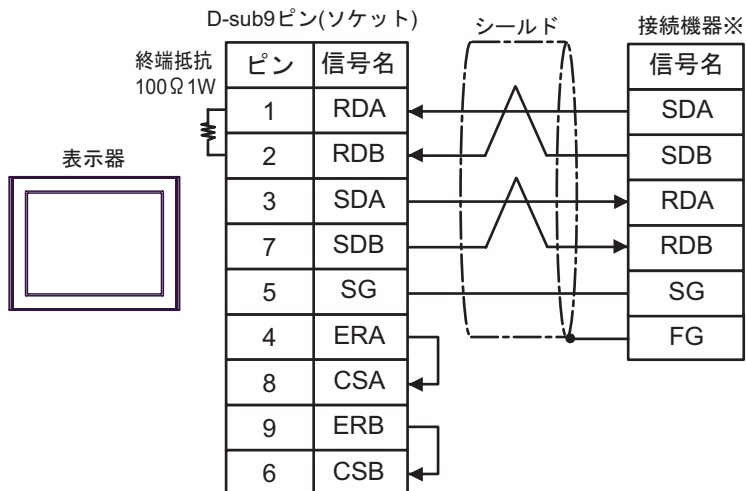 D-sub9ピン(ソケット)
シールド
接続機器※
終端抵抗
100Ω1W
表示器
ピン 信号名 信号名
1 RDA SDA
2 RDB SDB
3 SDA RDA
7 SDB RDB
5 SG SG
4 ERA FG
8 CSA
9 ERB
6 CSB